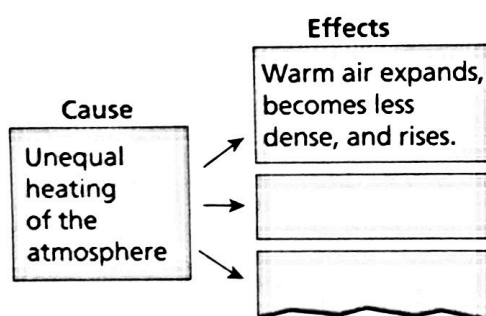 Effects
Warm air expands,
becomes less
dense, and rises.
Cause
Unequal
heating
of the
atmosphere